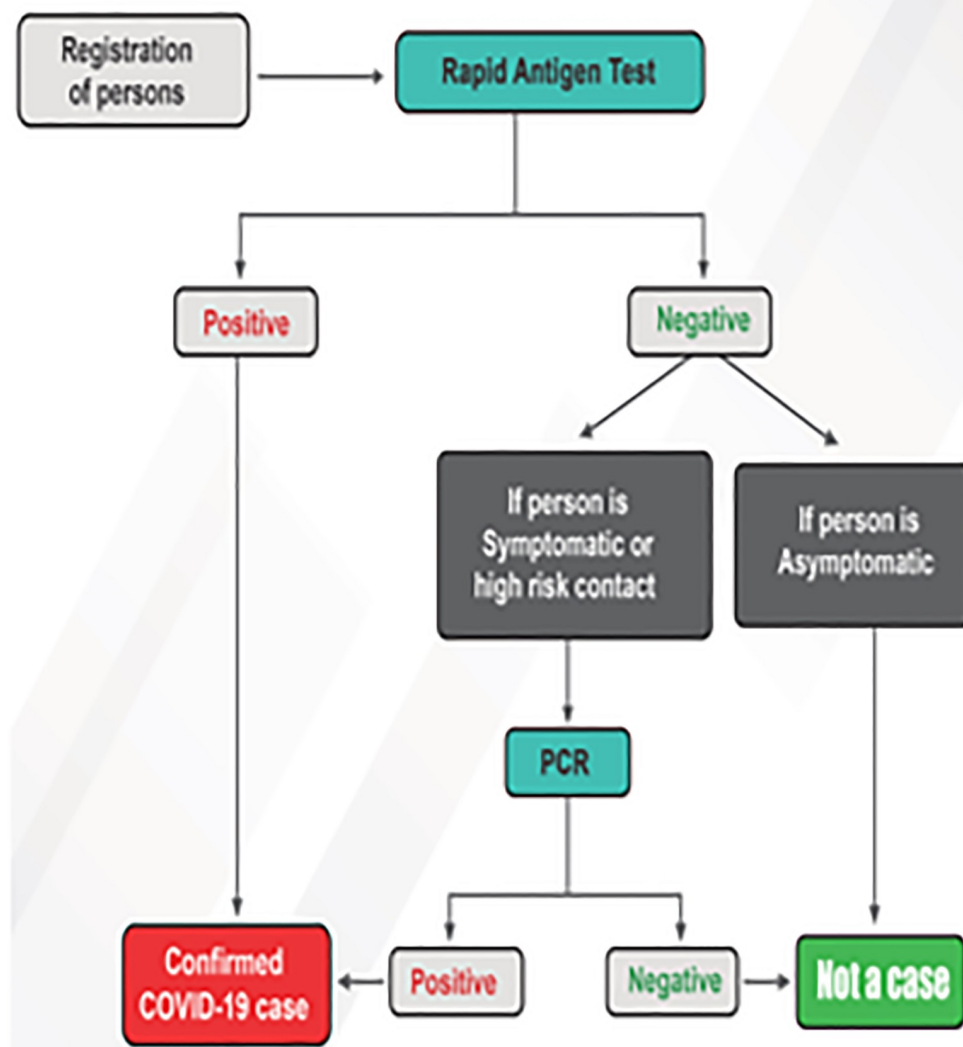 Registration
of persons
Rapid Antigen Test
Positive
Negative
If person is
Symptomatic or
high risk contact
If person is
Asymptomatic
PCR
Confirmed
COVID-19 case
Positive
Negative
Not a case